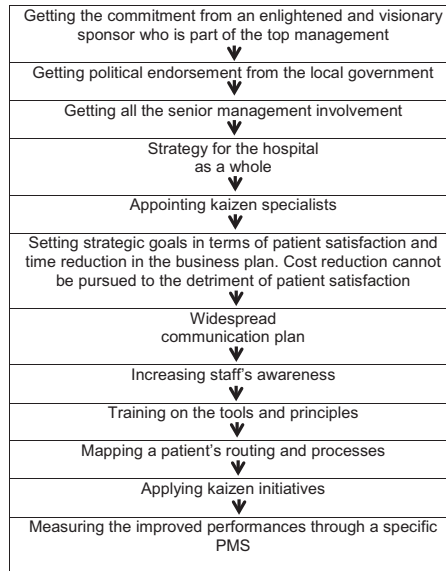 Getting the commitment from an enlightened and visionary
sponsor who is part of the top management
Getting political endorsement from the local government
Getting all the senior management involvement
Strategy for the hospital
as a whole
Appointing kaizen specialists
Setting strategic goals in terms of patient satisfaction and
time reduction in the business plan. Cost reduction cannot
be pursued to the detriment of patient satisfaction
Widespread
communication plan
Increasing staff's awareness
Training on the tools and principles
Mapping a patient's routing and processes
Applying kaizen initiatives
Measuring the improved performances through a specific
PMS